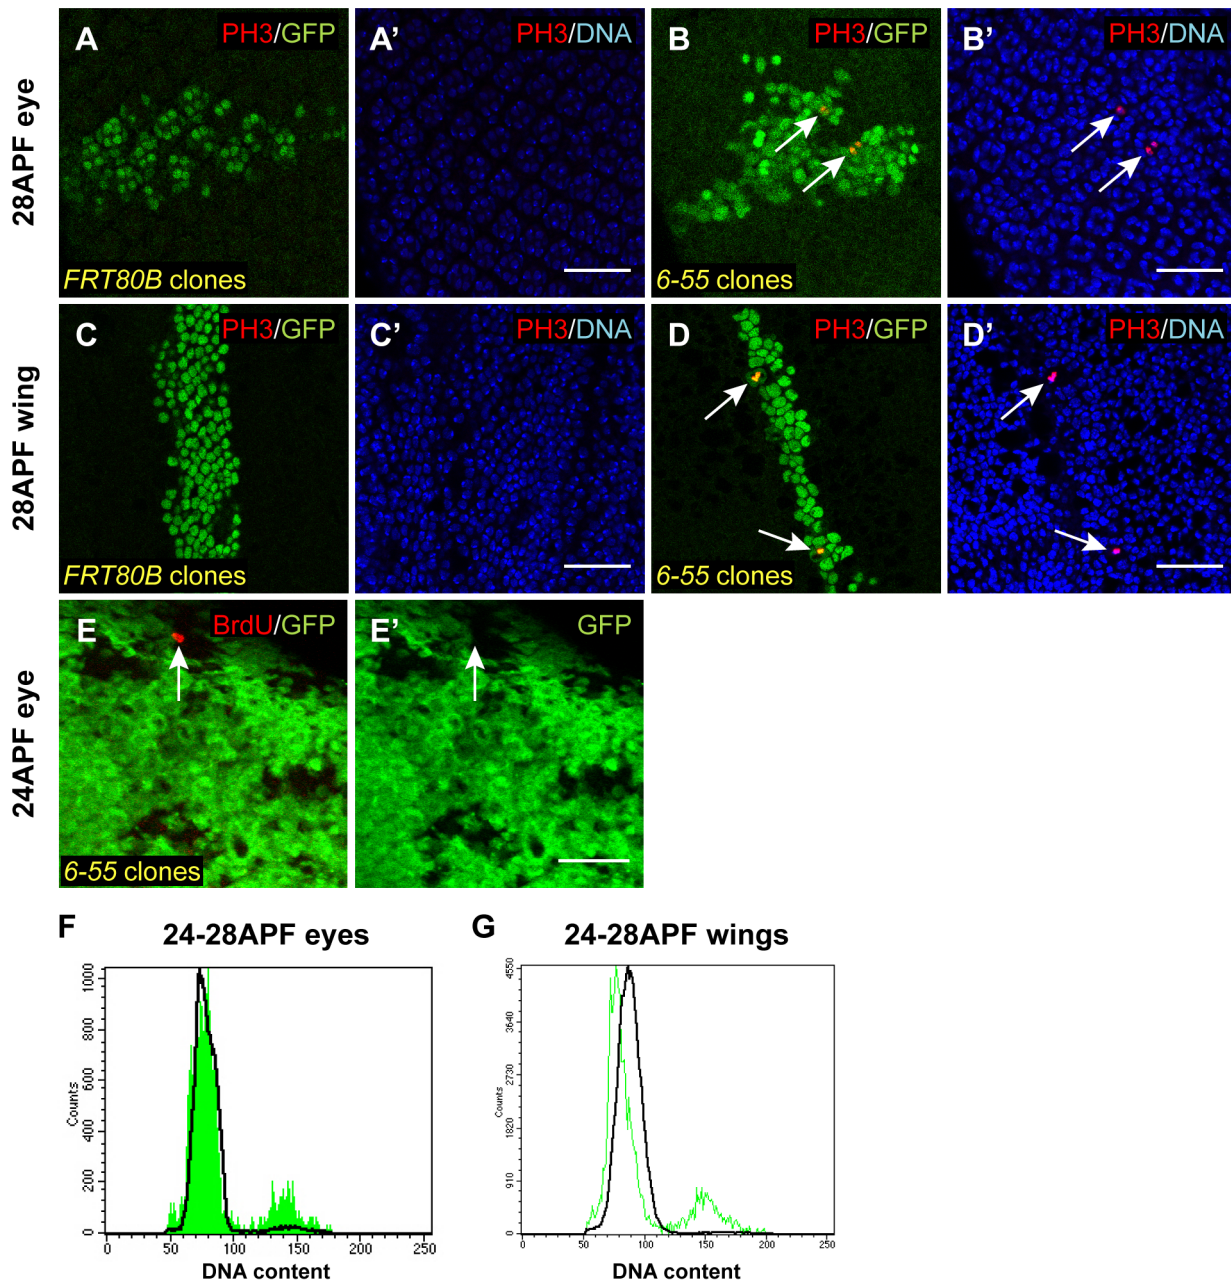 28APF eye
A
PH3/GFP
FRT80B clones
A’
PH3/DNA
B
PH3/GFP
6-55 clones
B’
PH3/DNA
28APF wing
C
PH3/GFP
FRT80B clones
C’
PH3/DNA
D
PH3/GFP
6-55 clones
D’
PH3/DNA
24APF eye
E
BrdU/GFP
6-55 clones
E’
GFP
F
24-28APF eyes
Counts
1000
800
600
400
200
0
0
50
100
150
200
250
DNA content
G
24-28APF wings
Counts
4550
3640
2730
1820
910
0
0
50
100
150
200
250
DNA content